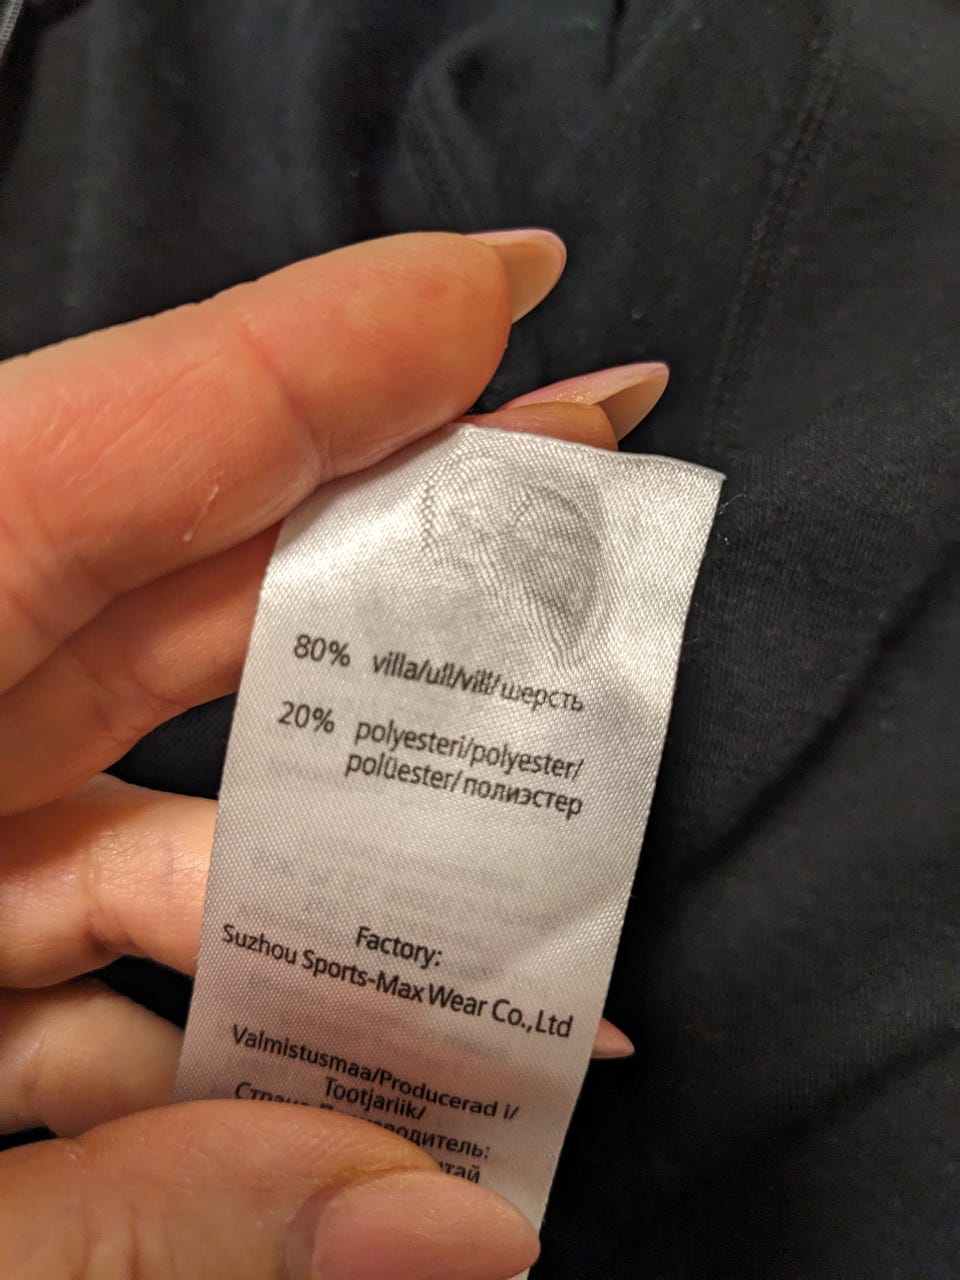 80% villa/ull/vill/шерсть
20% polyesteri/polyester/
polüester/полиэстер
Factory:
Suzhou Sports-Max Wear Co.,Ltd
Valmistusmaa/Producerad i/
Tootjariik/